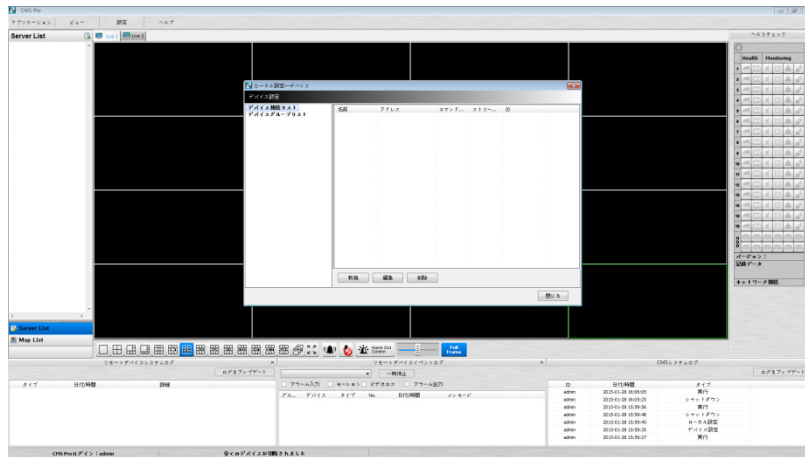 CMS Pro
アプリケーション ビュー 設定 ヘルプ
Server List
Live 1 Live 2
ヘルスチェック
Health Monitoring
ローカル設定－デバイス
デバイス設定
デバイス接続リスト
デバイスグループリスト
名前 アドレス コマンド... ストリー... ID
新規 編集 削除
閉じる
バージョン：
記録データ
ネットワーク接続
Server List
Map List
Alarm Out Control
Full Frame
リモートデバイスシステムログ
リモートデバイスイベントログ
CMSシステムログ
ログをアップデート
一時停止
ログをアップデート
タイプ 日付/時間 詳細
アラーム入力 モーション ビデオロス アラーム出力
グル... デバイス タイプ No. 日付/時間 メッセージ
ID 日付/時間 タイプ
admin 2015-01-28 16:06:05 実行
admin 2015-01-28 16:05:25 シャットダウン
admin 2015-01-28 15:59:56 実行
admin 2015-01-28 15:59:48 シャットダウン
admin 2015-01-28 15:59:45 ローカル設定
admin 2015-01-28 15:59:35 デバイス設定
admin 2015-01-28 15:59:27 実行
CMS Proログイン：admin
全てのデバイスが切断されました